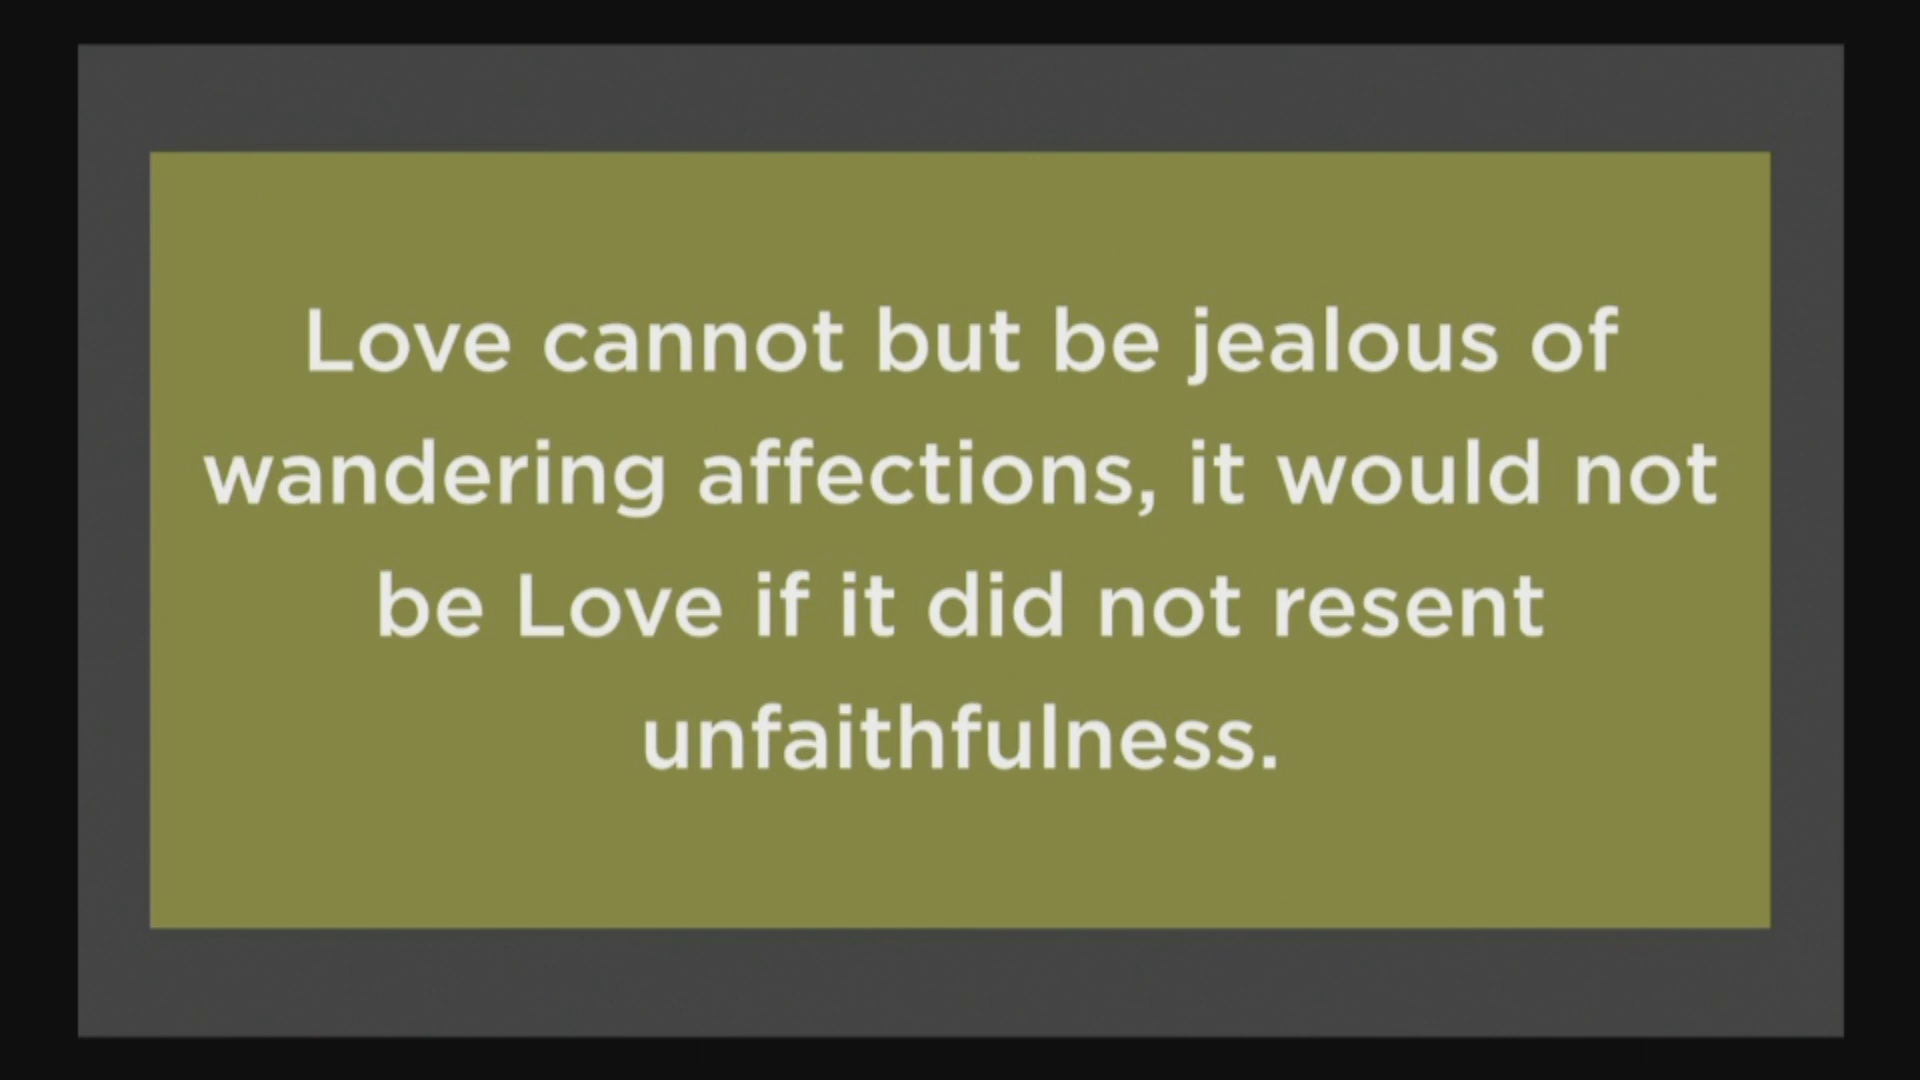 Love cannot but be jealous of
wandering affections, it would not
be Love if it did not resent
unfaithfulness.